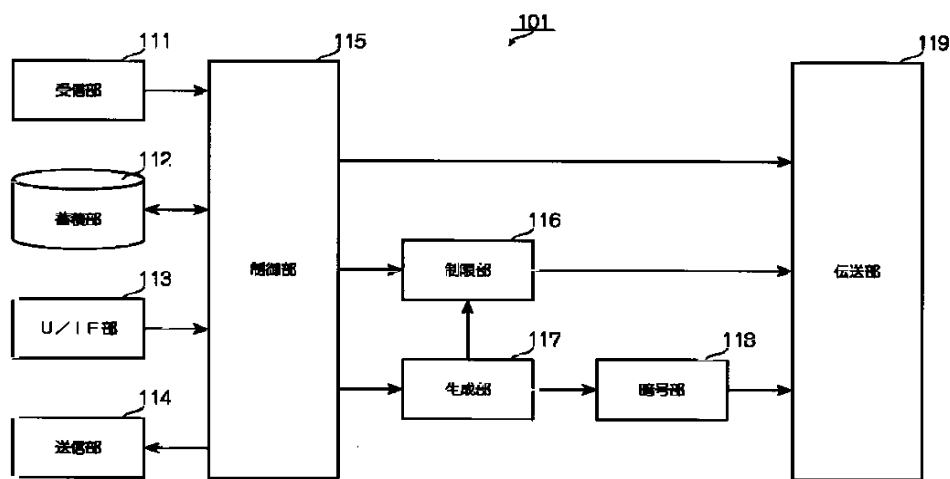 101
111
受信部
112
蓄積部
113
U/IF部
114
送信部
115
制御部
116
制限部
117
生成部
118
暗号部
119
伝送部